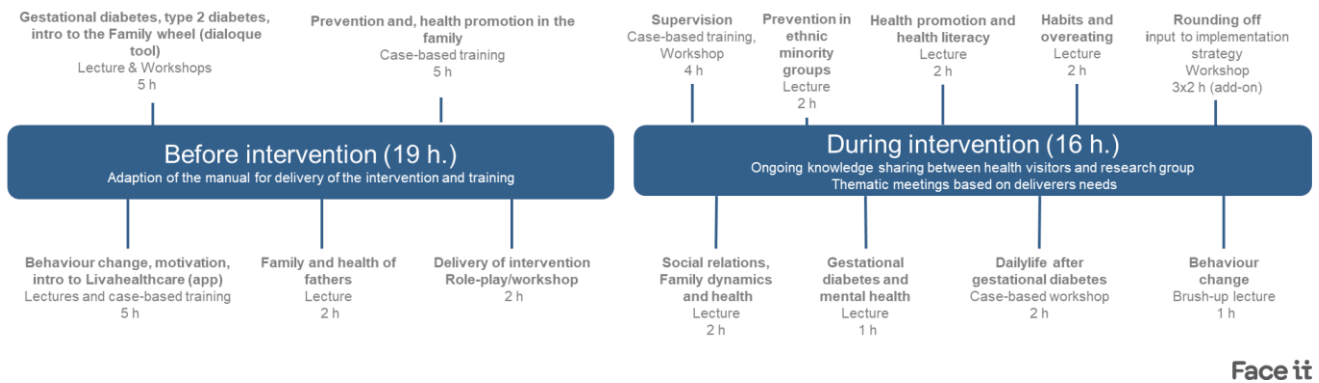 Gestational diabetes, type 2 diabetes,
intro to the Family wheel (dialoque
tool)
Lecture & Workshops
5 h
Prevention and, health promotion in the
family
Case-based training
5 h
Before intervention (19 h.)
Adaption of the manual for delivery of the intervention and training
Behaviour change, motivation,
intro to Livahealthcare (app)
Lectures and case-based training
5 h
Family and health of
fathers
Lecture
2 h
Delivery of intervention
Role-play/workshop
2 h
Supervision
Case-based training,
Workshop
4 h
Prevention in
ethnic
minority
groups
Lecture
2 h
Health promotion and
health literacy
Lecture
2 h
Habits and
overeating
Lecture
2 h
Rounding off
input to implementation
strategy
Workshop
3x2 h (add-on)
During intervention (16 h.)
Ongoing knowledge sharing between health visitors and research group
Thematic meetings based on deliverers needs
Social relations,
Family dynamics
and health
Lecture
2 h
Gestational
diabetes and
mental health
Lecture
1 h
Dailylife after
gestational diabetes
Case-based workshop
2 h
Behaviour
change
Brush-up lecture
1 h
Face it